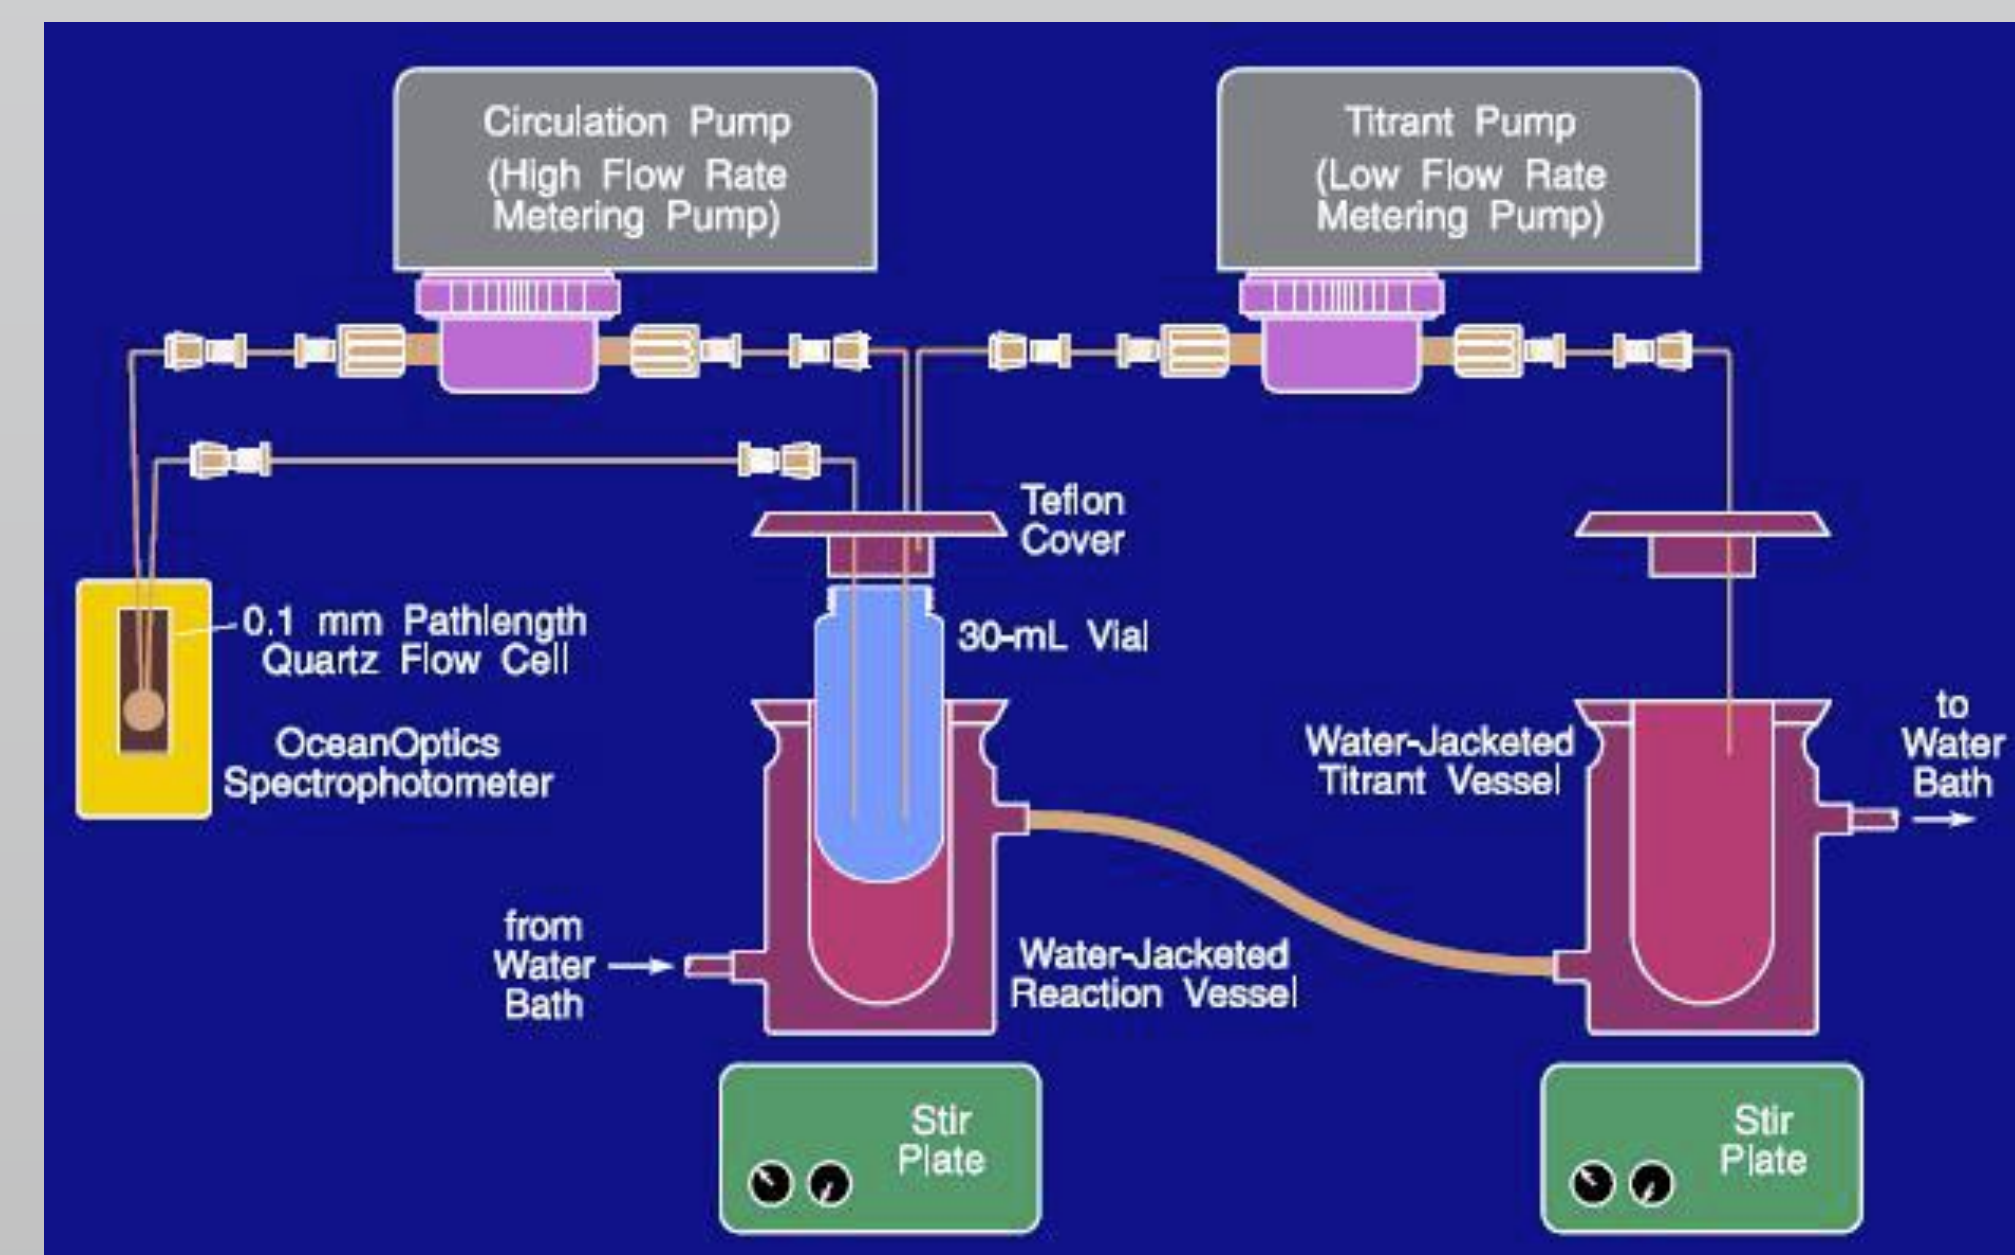 Circulation Pump
(High Flow Rate
Metering Pump)
Titrant Pump
(Low Flow Rate
Metering Pump)
Teflon
Cover
0.1 mm Pathlength
Quartz Flow Cell
30-mL Vial
OceanOptics
Spectrophotometer
Water-Jacketed
Titrant Vessel
to
Water
Bath
from
Water
Bath
Water-Jacketed
Reaction Vessel
Stir
Plate
Stir
Plate